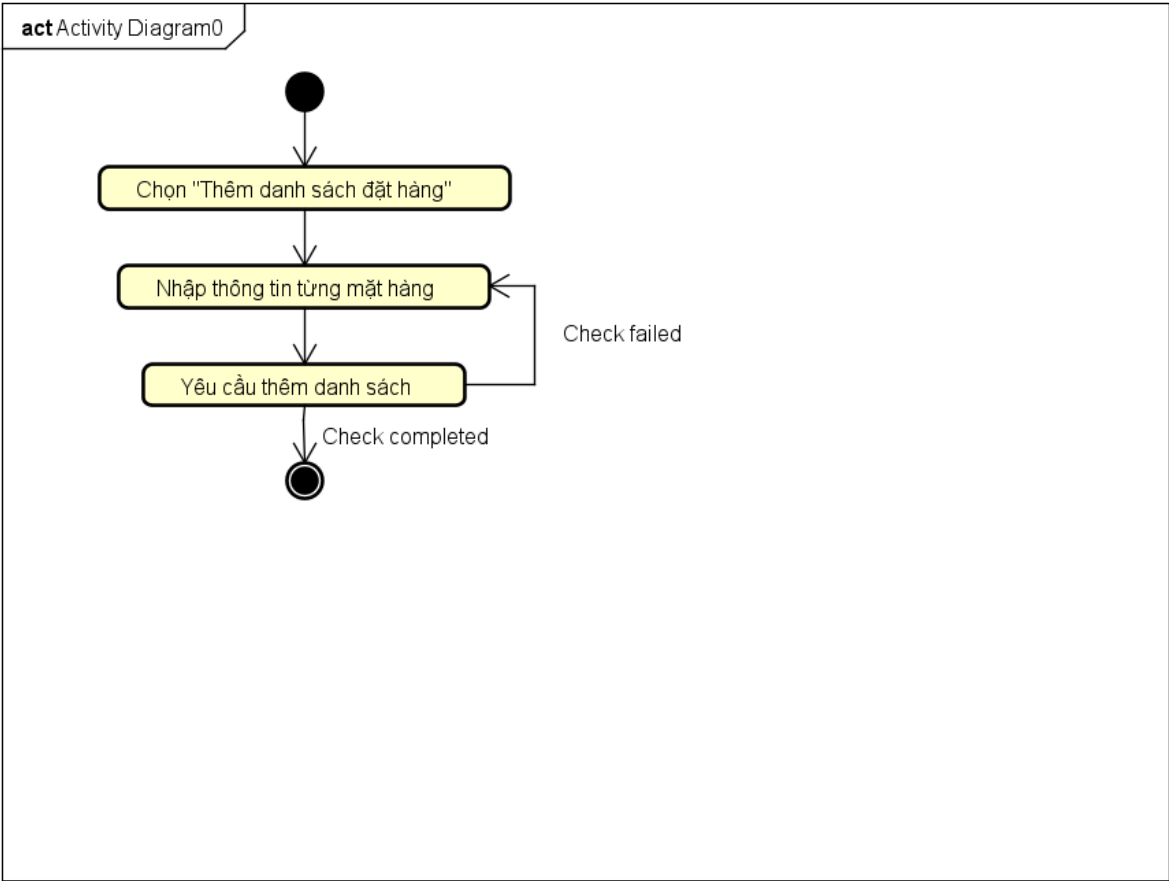 act Activity Diagram0
Chọn "Thêm danh sách đặt hàng"
Nhập thông tin từng mặt hàng
Check failed
Yêu cầu thêm danh sách
Check completed